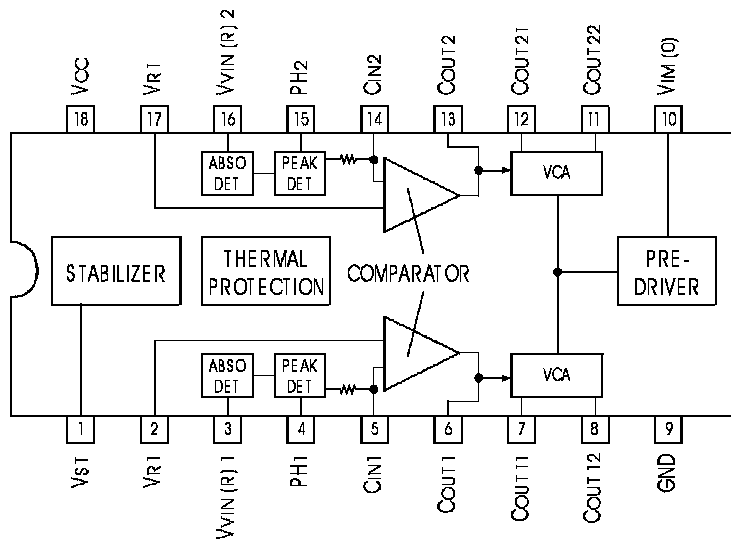 VCC
VR1
VVIN (R) 2
PH2
CIN2
COUT2
COUT21
COUT22
VIM (0)
18
17
16
15
14
13
12
11
10
ABSO
DET
PEAK
DET
VCA
STABILIZER
THERMAL
PROTECTION
COMPARATOR
PRE-
DRIVER
ABSO
DET
PEAK
DET
VCA
1
2
3
4
5
6
7
8
9
VST
VR1
VVIN (R) 1
PH1
CIN1
COUT1
COUT11
COUT12
GND